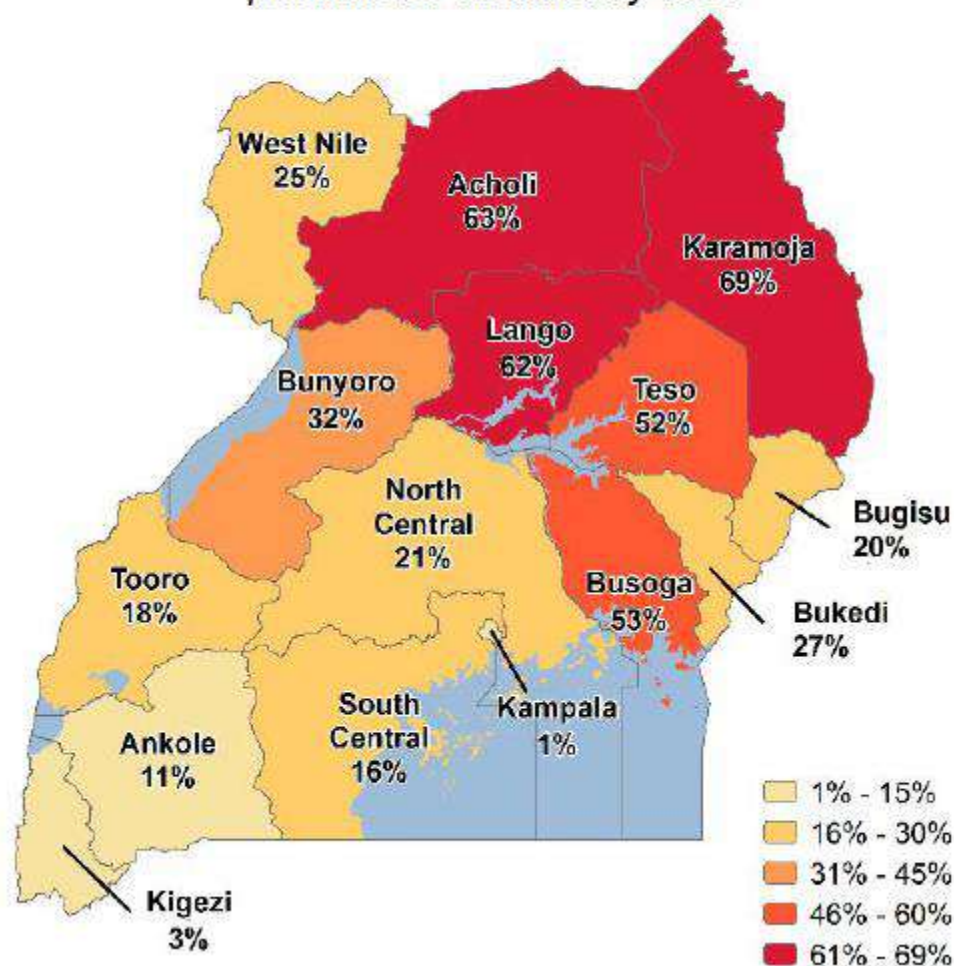 West Nile
25%
Acholi
63%
Karamoja
69%
Lango
62%
Bunyoro
32%
Teso
52%
North
Central
21%
Bugisu
20%
Tooro
18%
Busoga
53%
Bukedi
27%
South
Central
16%
Kampala
1%
Ankole
11%
Kigezi
3%
1% - 15%
16% - 30%
31% - 45%
46% - 60%
61% - 69%